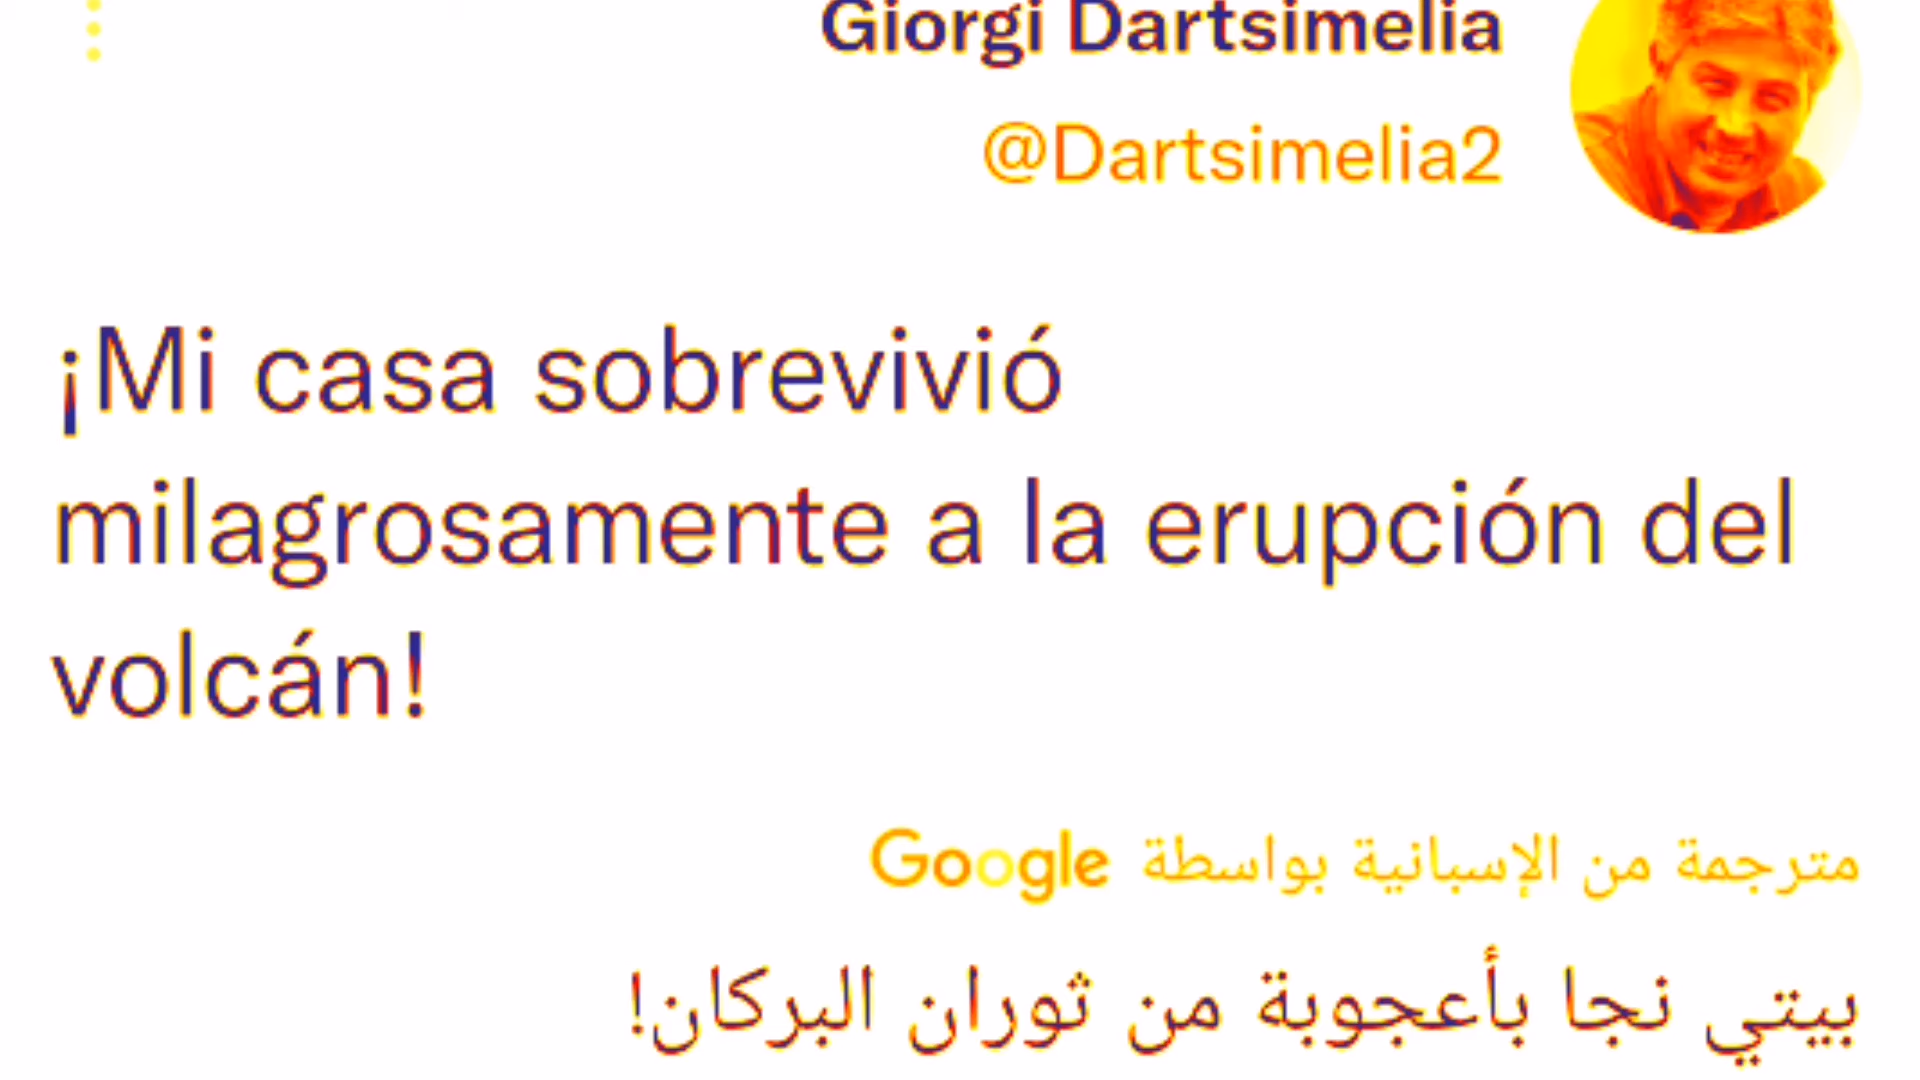 Giorgi Dartsimelia
@Dartsimelia2
¡Mi casa sobrevivió
milagrosamente a la erupción del
volcán!
مترجمة من الإسبانية بواسطة Google
بيتي نجا بأعجوبة من ثوران البركان!